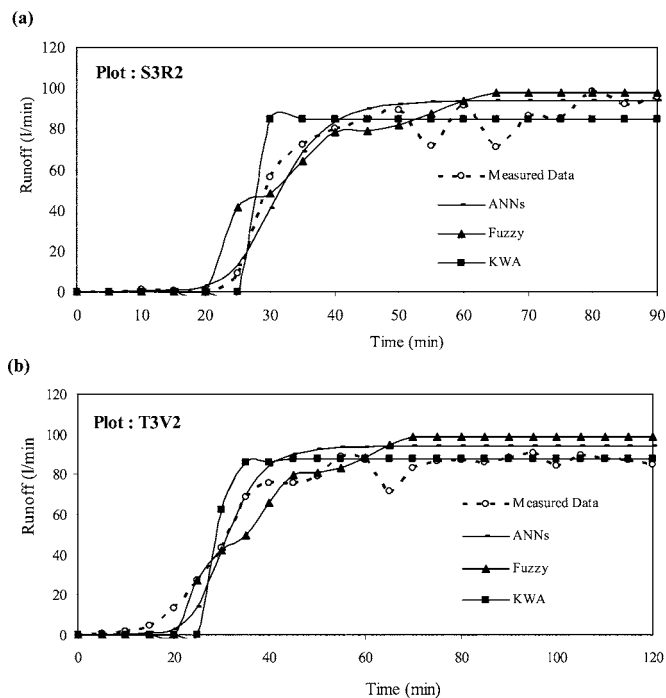 (a)
Plot : S3R2
Runoff (l/min)
120
100
80
60
40
20
0
Measured Data
ANNs
Fuzzy
KWA
0 10 20 30 40 50 60 70 80 90
Time (min)
(b)
Plot : T3V2
Runoff (l/min
120
100
80
60
40
20
0
Measured Data
ANNs
Fuzzy
KWA
0 20 40 60 80 100 120
Time (min)